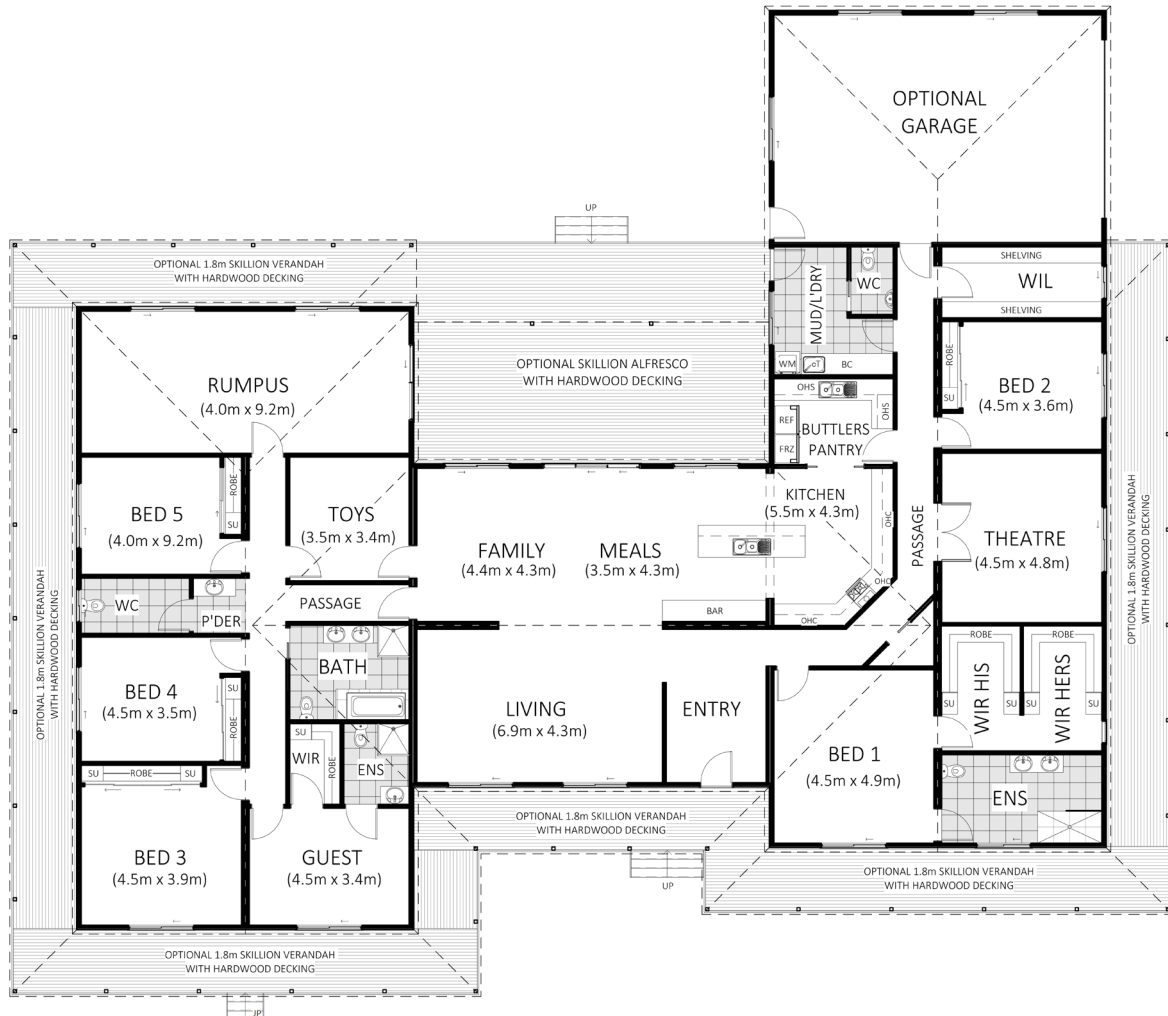 OPTIONAL
GARAGE
UP
OPTIONAL 1.8m SKILLION VERANDAH
WITH HARDWOOD DECKING
SHELVING
WIL
SHELVING
WC
MUD/L'DRY
WM
BC
OPTIONAL SKILLION ALFRESCO
WITH HARDWOOD DECKING
RUMPUS
(4.0m x 9.2m)
ROBE
SU
BED 2
(4.5m x 3.6m)
OHS
OHS
REF
FRZ
BUTTLERS
PANTRY
BED 5
(4.0m x 9.2m)
ROBE
SU
TOYS
(3.5m x 3.4m)
FAMILY
(4.4m x 4.3m)
MEALS
(3.5m x 4.3m)
KITCHEN
(5.5m x 4.3m)
OHC
OHC
OHC
PASSAGE
THEATRE
(4.5m x 4.8m)
OPTIONAL 1.8m SKILLION VERANDAH
WITH HARDWOOD DECKING
OPTIONAL 1.8m SKILLION VERANDAH
WITH HARDWOOD DECKING
WC
P'DER
PASSAGE
BAR
BATH
BED 4
(4.5m x 3.5m)
SU
ROBE
LIVING
(6.9m x 4.3m)
ENTRY
ROBE
SU
SU
WIR HIS
ROBE
SU
SU
WIR HERS
BED 1
(4.5m x 4.9m)
ENS
SU
WIR
ROBE
ENS
SU
ROBE
SU
BED 3
(4.5m x 3.9m)
GUEST
(4.5m x 3.4m)
OPTIONAL 1.8m SKILLION VERANDAH
WITH HARDWOOD DECKING
UP
OPTIONAL 1.8m SKILLION VERANDAH
WITH HARDWOOD DECKING
OPTIONAL 1.8m SKILLION VERANDAH
WITH HARDWOOD DECKING